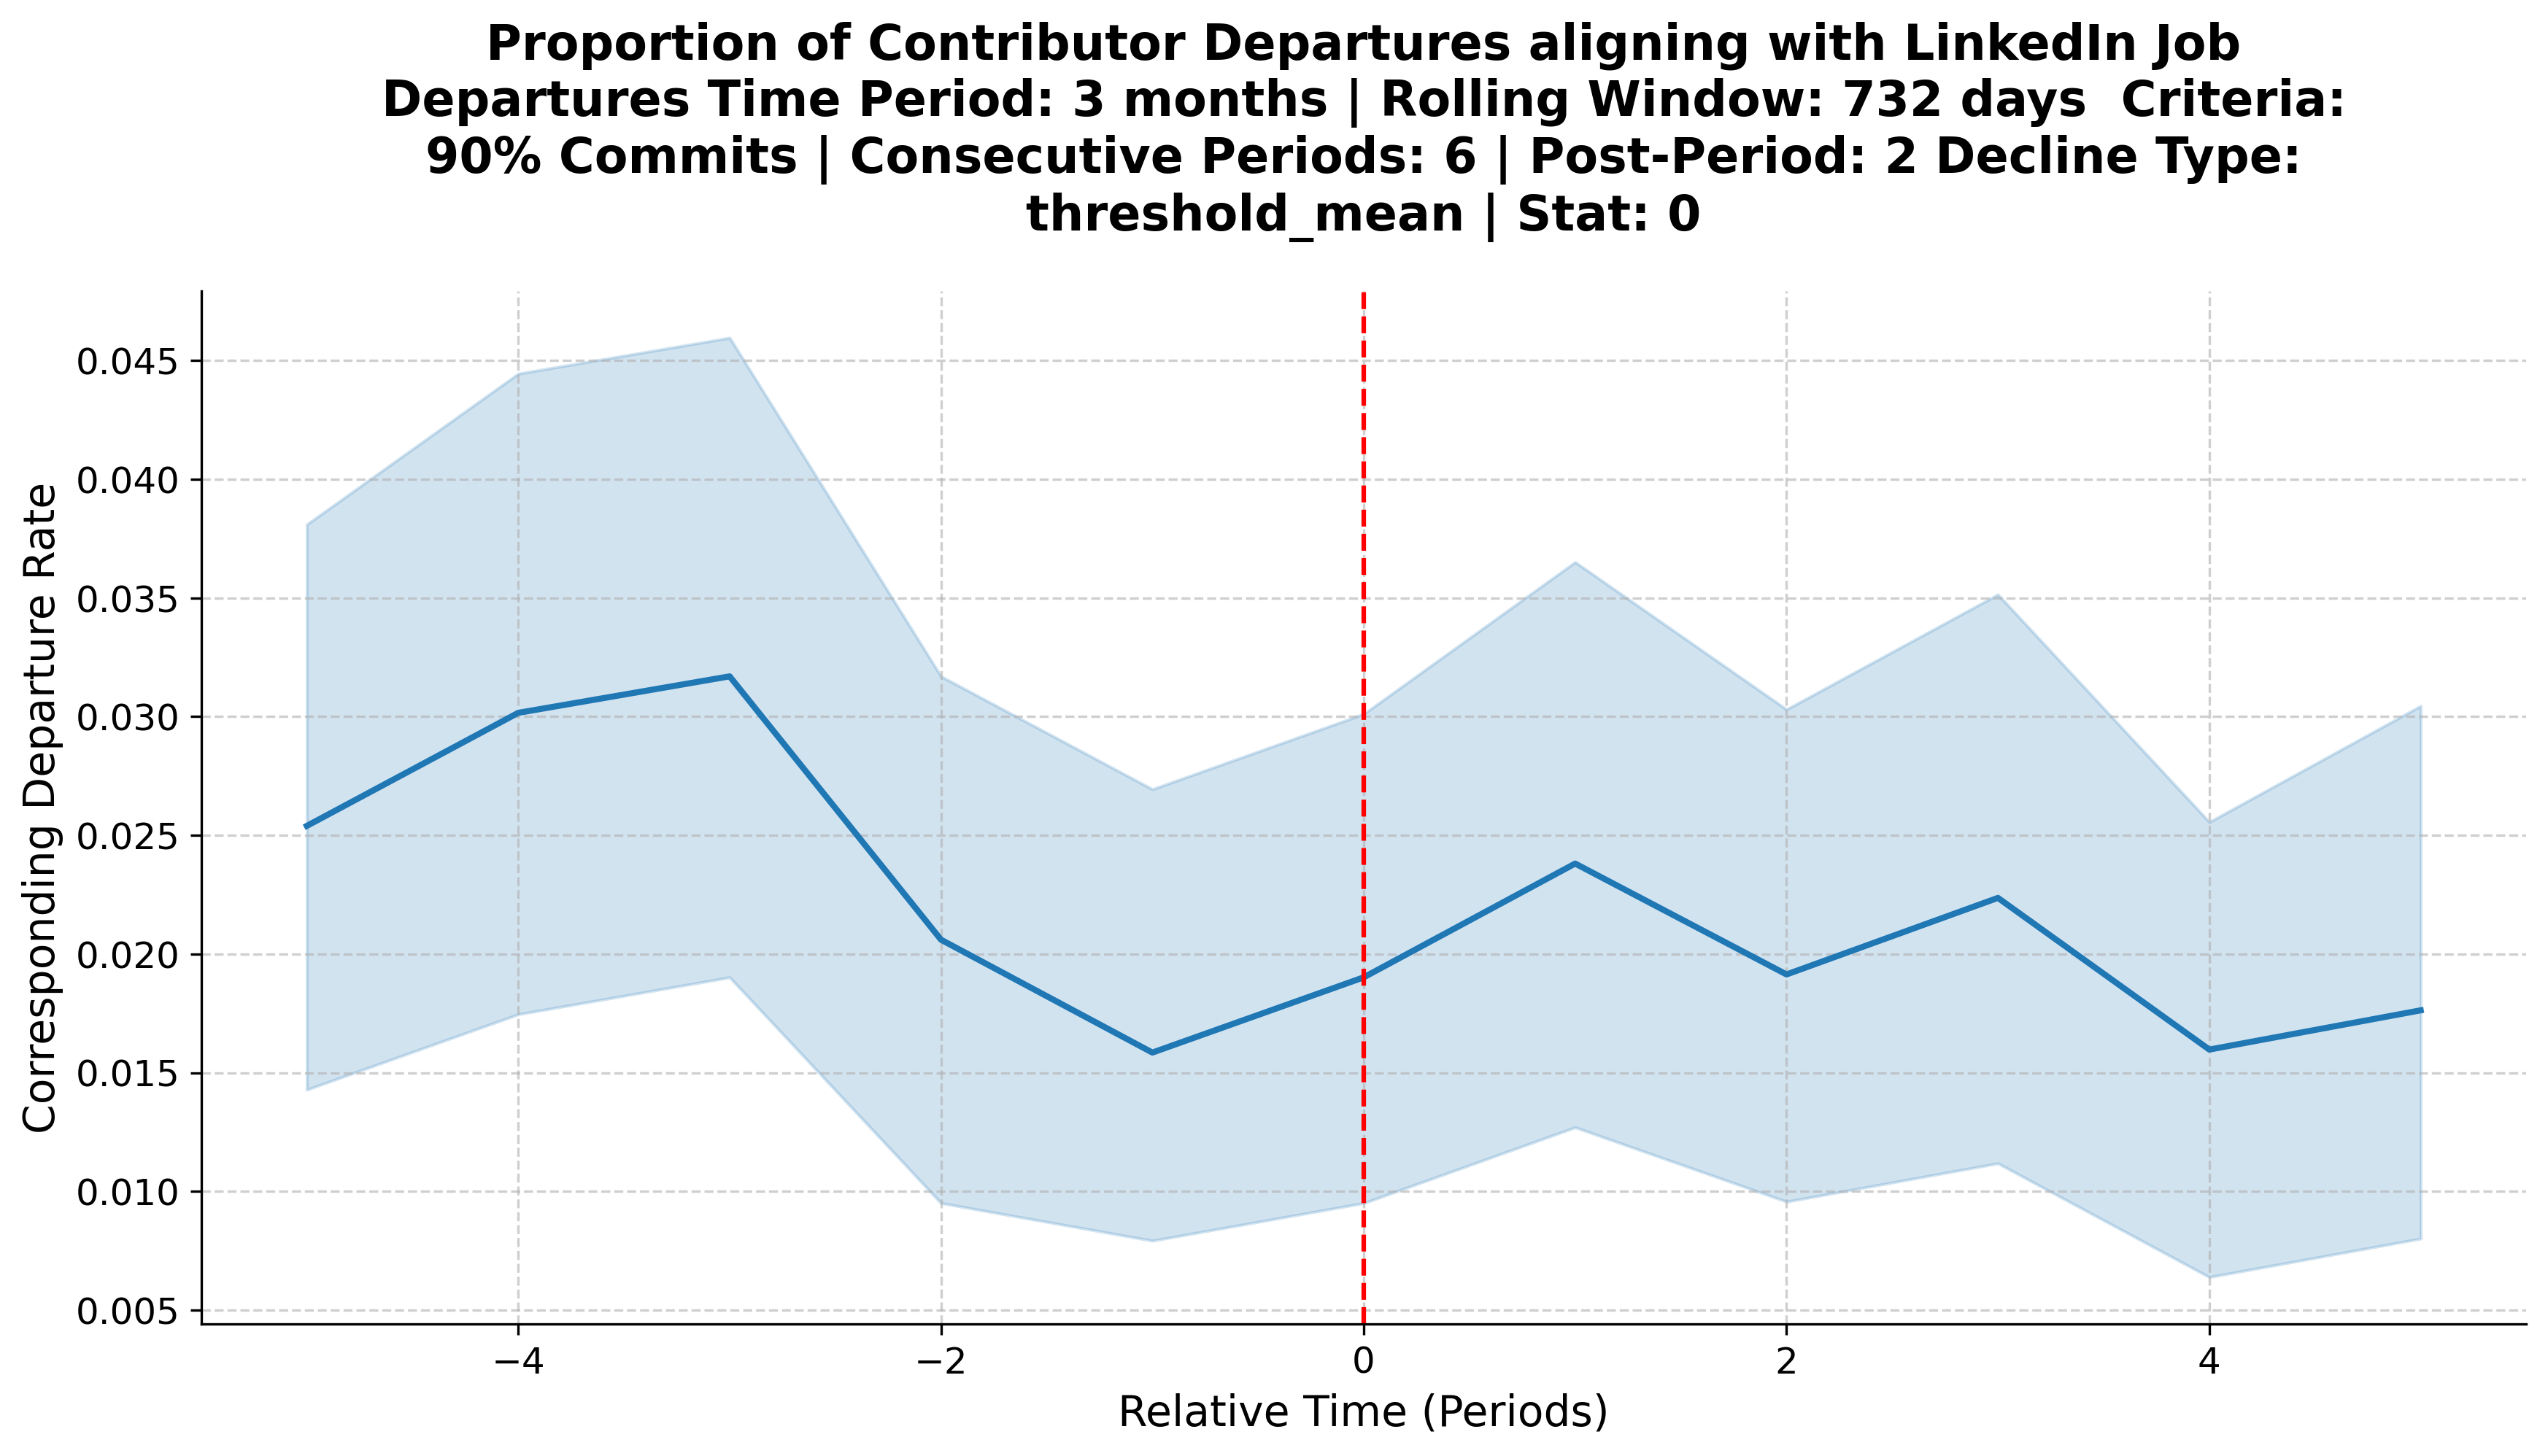 Proportion of Contributor Departures aligning with LinkedIn Job
Departures Time Period: 3 months | Rolling Window: 732 days  Criteria:
90% Commits | Consecutive Periods: 6 | Post-Period: 2 Decline Type:
threshold_mean | Stat: 0
Corresponding Departure Rate
0.045
0.040
0.035
0.030
0.025
0.020
0.015
0.010
0.005
−4
−2
0
2
4
Relative Time (Periods)